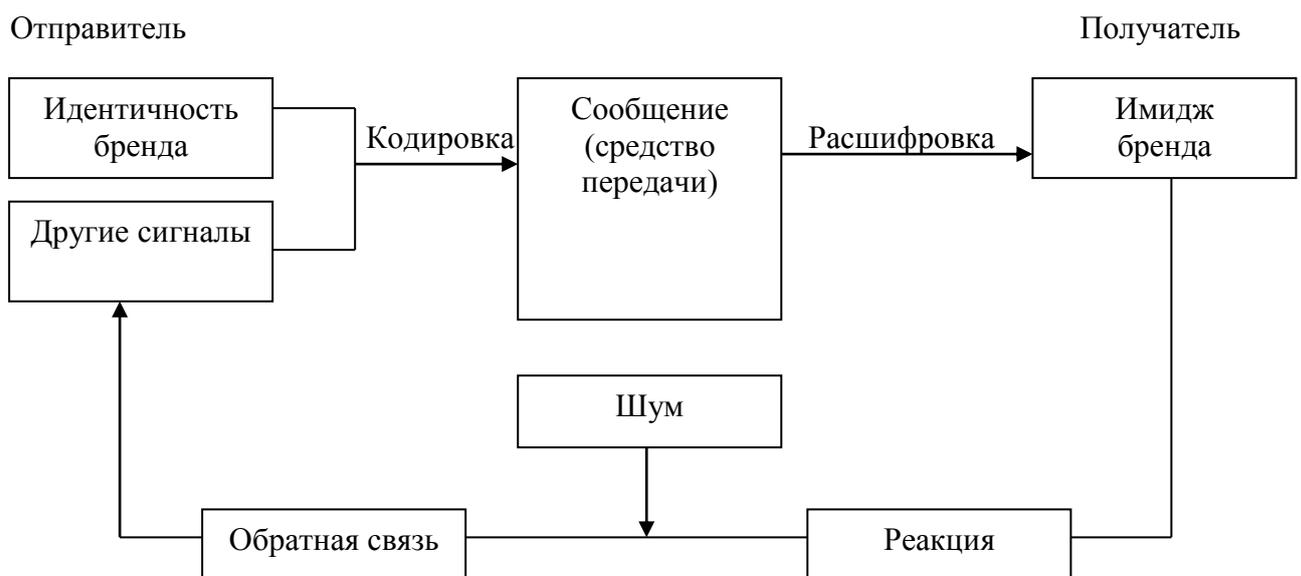 Отправитель
Получатель
Идентичность
бренда
Кодировка
Сообщение
(средство
передачи)
Расшифровка
Имидж
бренда
Другие сигналы
Шум
Обратная связь
Реакция